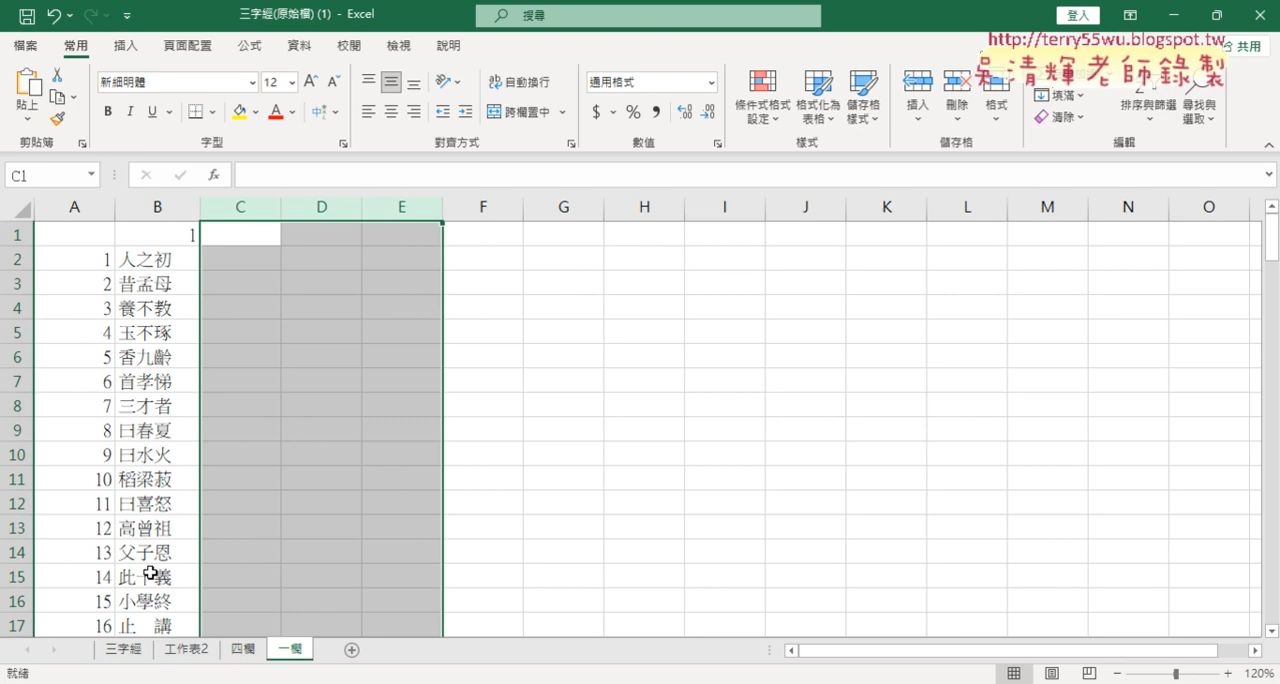 三字經(原始檔) (1) - Excel
搜尋
登入
檔案 常用 插入 頁面配置 公式 資料 校閱 檢視 說明
http://terry55wu.blogspot.tw
共用
吳清輝老師錄製
貼上
新細明體 12
自動換行
通用格式
條件式格式設定
格式化為表格
儲存格樣式
插入
刪除
格式
填滿
清除
排序與篩選
尋找與選取
B I U
跨欄置中
$ %
剪貼簿 字型 對齊方式 數值 樣式 儲存格 編輯
C1
fx
A B C D E F G H I J K L M N O
1 1
2 1 人之初
3 2 昔孟母
4 3 養不教
5 4 玉不琢
6 5 香九齡
7 6 首孝悌
8 7 三才者
9 8 曰春夏
10 9 曰水火
11 10 稻梁菽
12 11 曰喜怒
13 12 高曾祖
14 13 父子恩
15 14 此十義
16 15 小學終
17 16 止 講
三字經 工作表2 四欄 一欄
就緒
120%